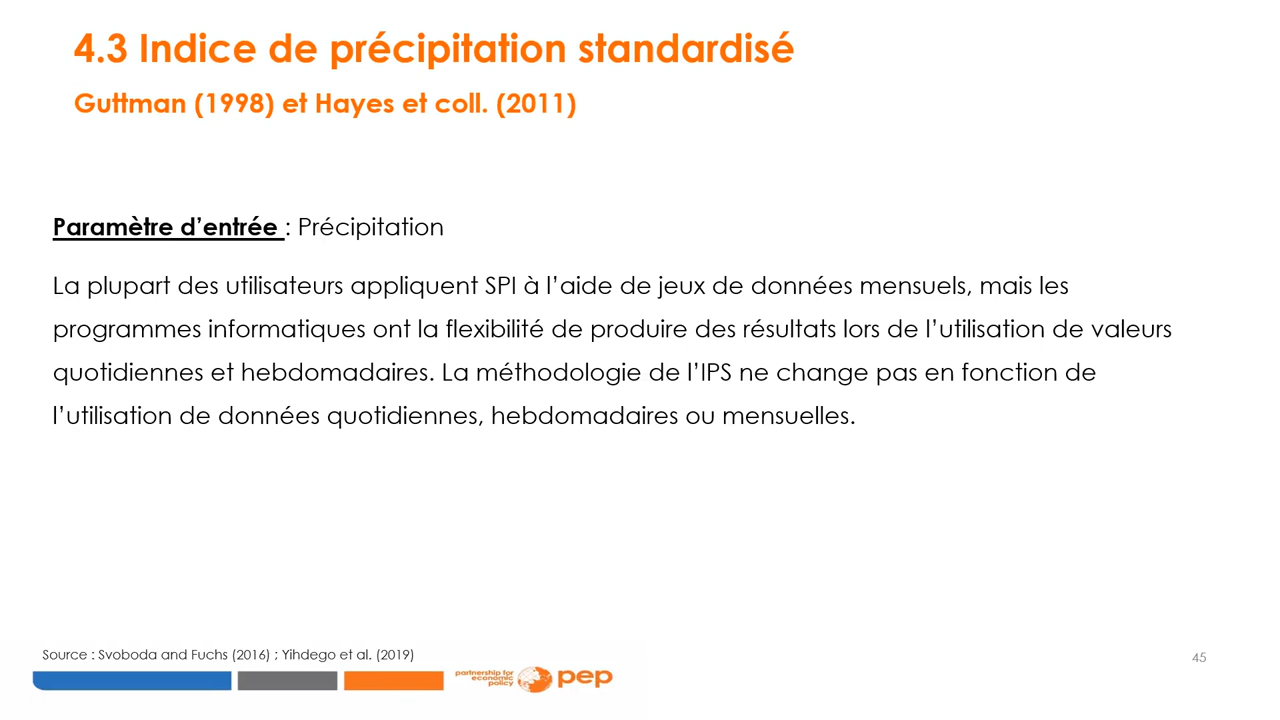 4.3 Indice de précipitation standardisé
Guttman (1998) et Hayes et coll. (2011)
Paramètre d’entrée : Précipitation
La plupart des utilisateurs appliquent SPI à l’aide de jeux de données mensuels, mais les
programmes informatiques ont la flexibilité de produire des résultats lors de l’utilisation de valeurs
quotidiennes et hebdomadaires. La méthodologie de l’IPS ne change pas en fonction de
l’utilisation de données quotidiennes, hebdomadaires ou mensuelles.
Source : Svoboda and Fuchs (2016) ; Yihdego et al. (2019)
45
partnership for
economic
policy
pep